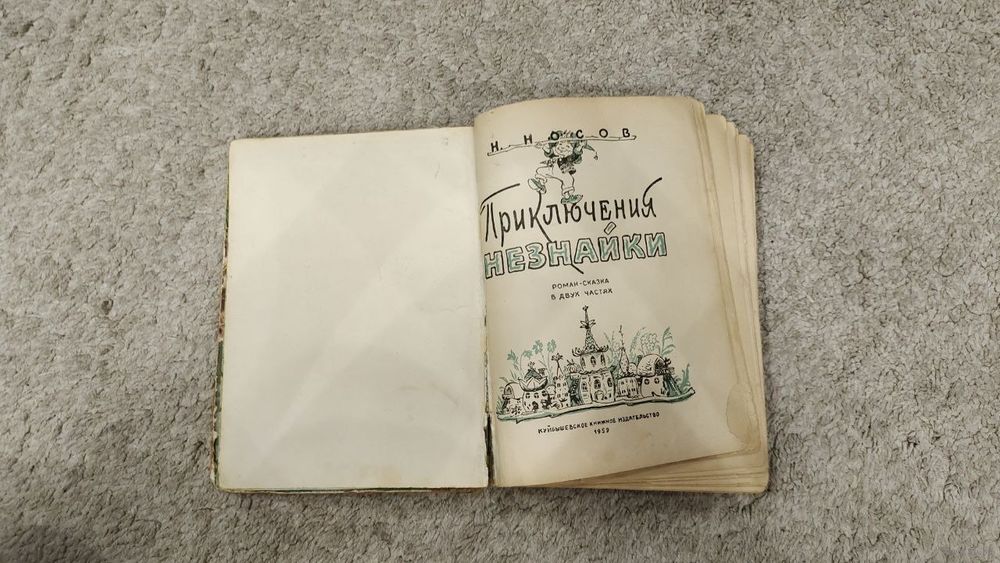 Н. НОСОВ
Приключения
НЕЗНАЙКИ
РОМАН-СКАЗКА
В ДВУХ ЧАСТЯХ
КУЙБЫШЕВСКОЕ КНИЖНОЕ ИЗДАТЕЛЬСТВО
1959